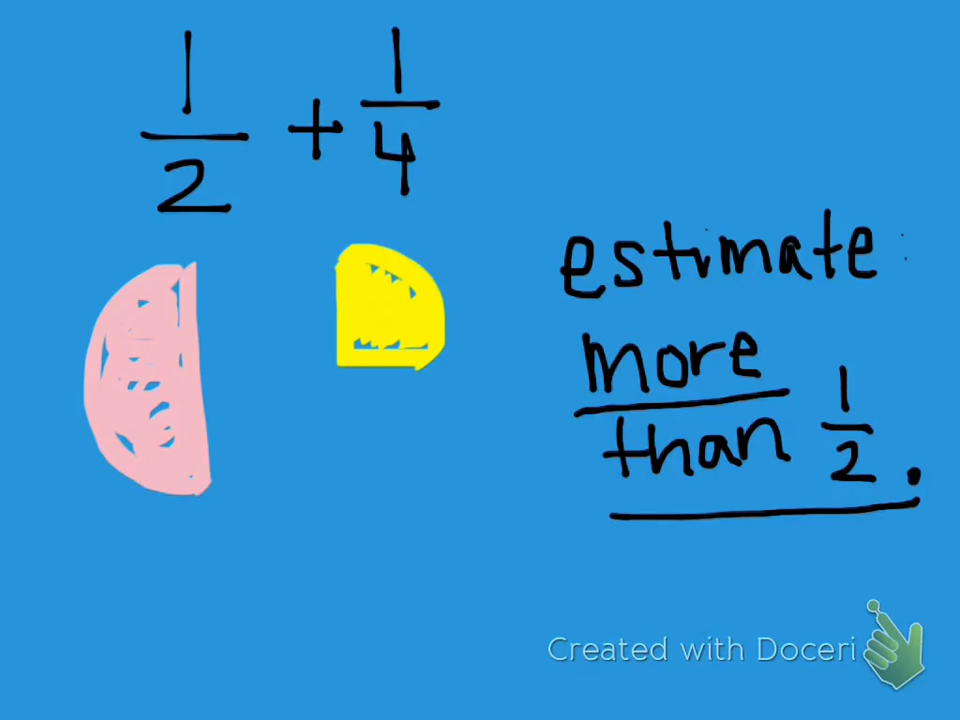 1/2 + 1/4
estimate:
more
than 1/2.
Created with Doceri